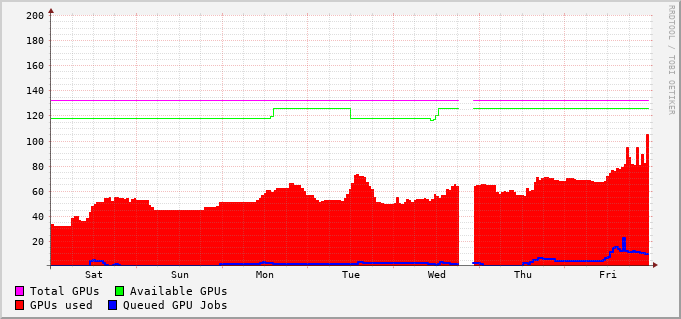 RRDTOOL / TOBI OETIKER
200
180
160
140
120
100
80
60
40
20
Sat Sun Mon Tue Wed Thu Fri
Total GPUs Available GPUs
GPUs used Queued GPU Jobs